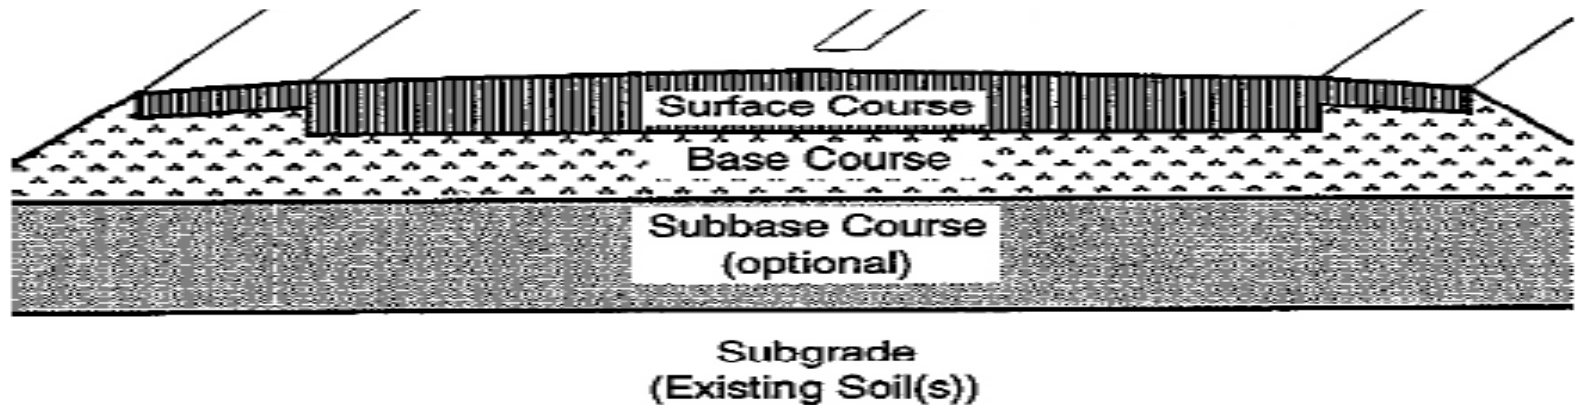 Surface Course
Base Course
Subbase Course
(optional)
Subgrade
(Existing Soil(s))